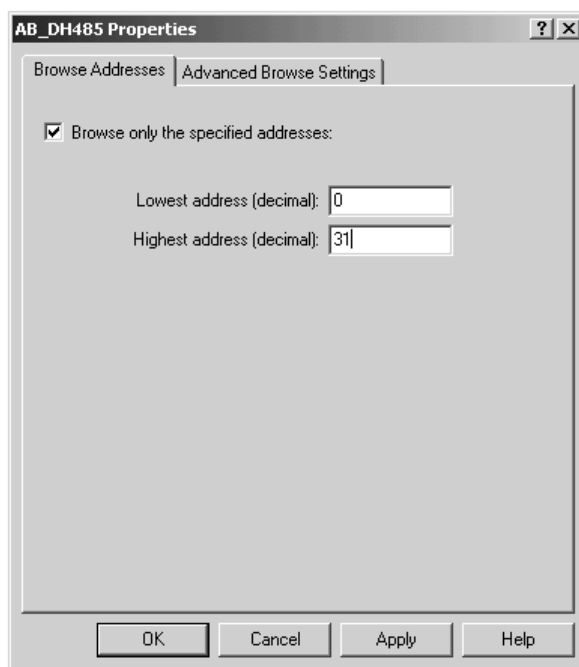 AB_DH485 Properties
Browse Addresses Advanced Browse Settings
Browse only the specified addresses:
Lowest address (decimal): 0
Highest address (decimal): 31
OK Cancel Apply Help